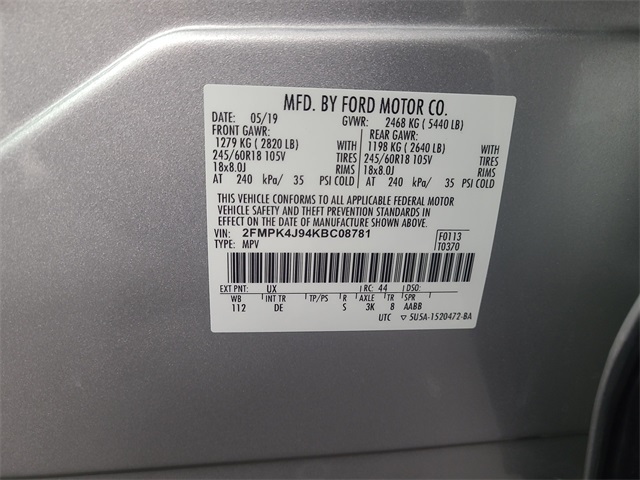 MFD. BY FORD MOTOR CO.
DATE: 05/19 GVWR: 2468 KG ( 5440 LB)
FRONT GAWR: REAR GAWR:
1279 KG ( 2820 LB) WITH 1198 KG ( 2640 LB) WITH
245/60R18 105V TIRES 245/60R18 105V TIRES
18x8.0J RIMS 18x8.0J RIMS
AT 240 kPa/ 35 PSI COLD AT 240 kPa/ 35 PSI COLD
THIS VEHICLE CONFORMS TO ALL APPLICABLE FEDERAL MOTOR
VEHICLE SAFETY AND THEFT PREVENTION STANDARDS IN
EFFECT ON THE DATE OF MANUFACTURE SHOWN ABOVE.
VIN: 2FMPK4J94KBC08781 F0113
TYPE: MPV T0370
EXT PNT: UX RC: 44 DSO:
WB INT TR TP/PS R AXLE TR SPR
112 DE S 3K 8 AABB
UTC ▽ 5U5A-1520472-BA